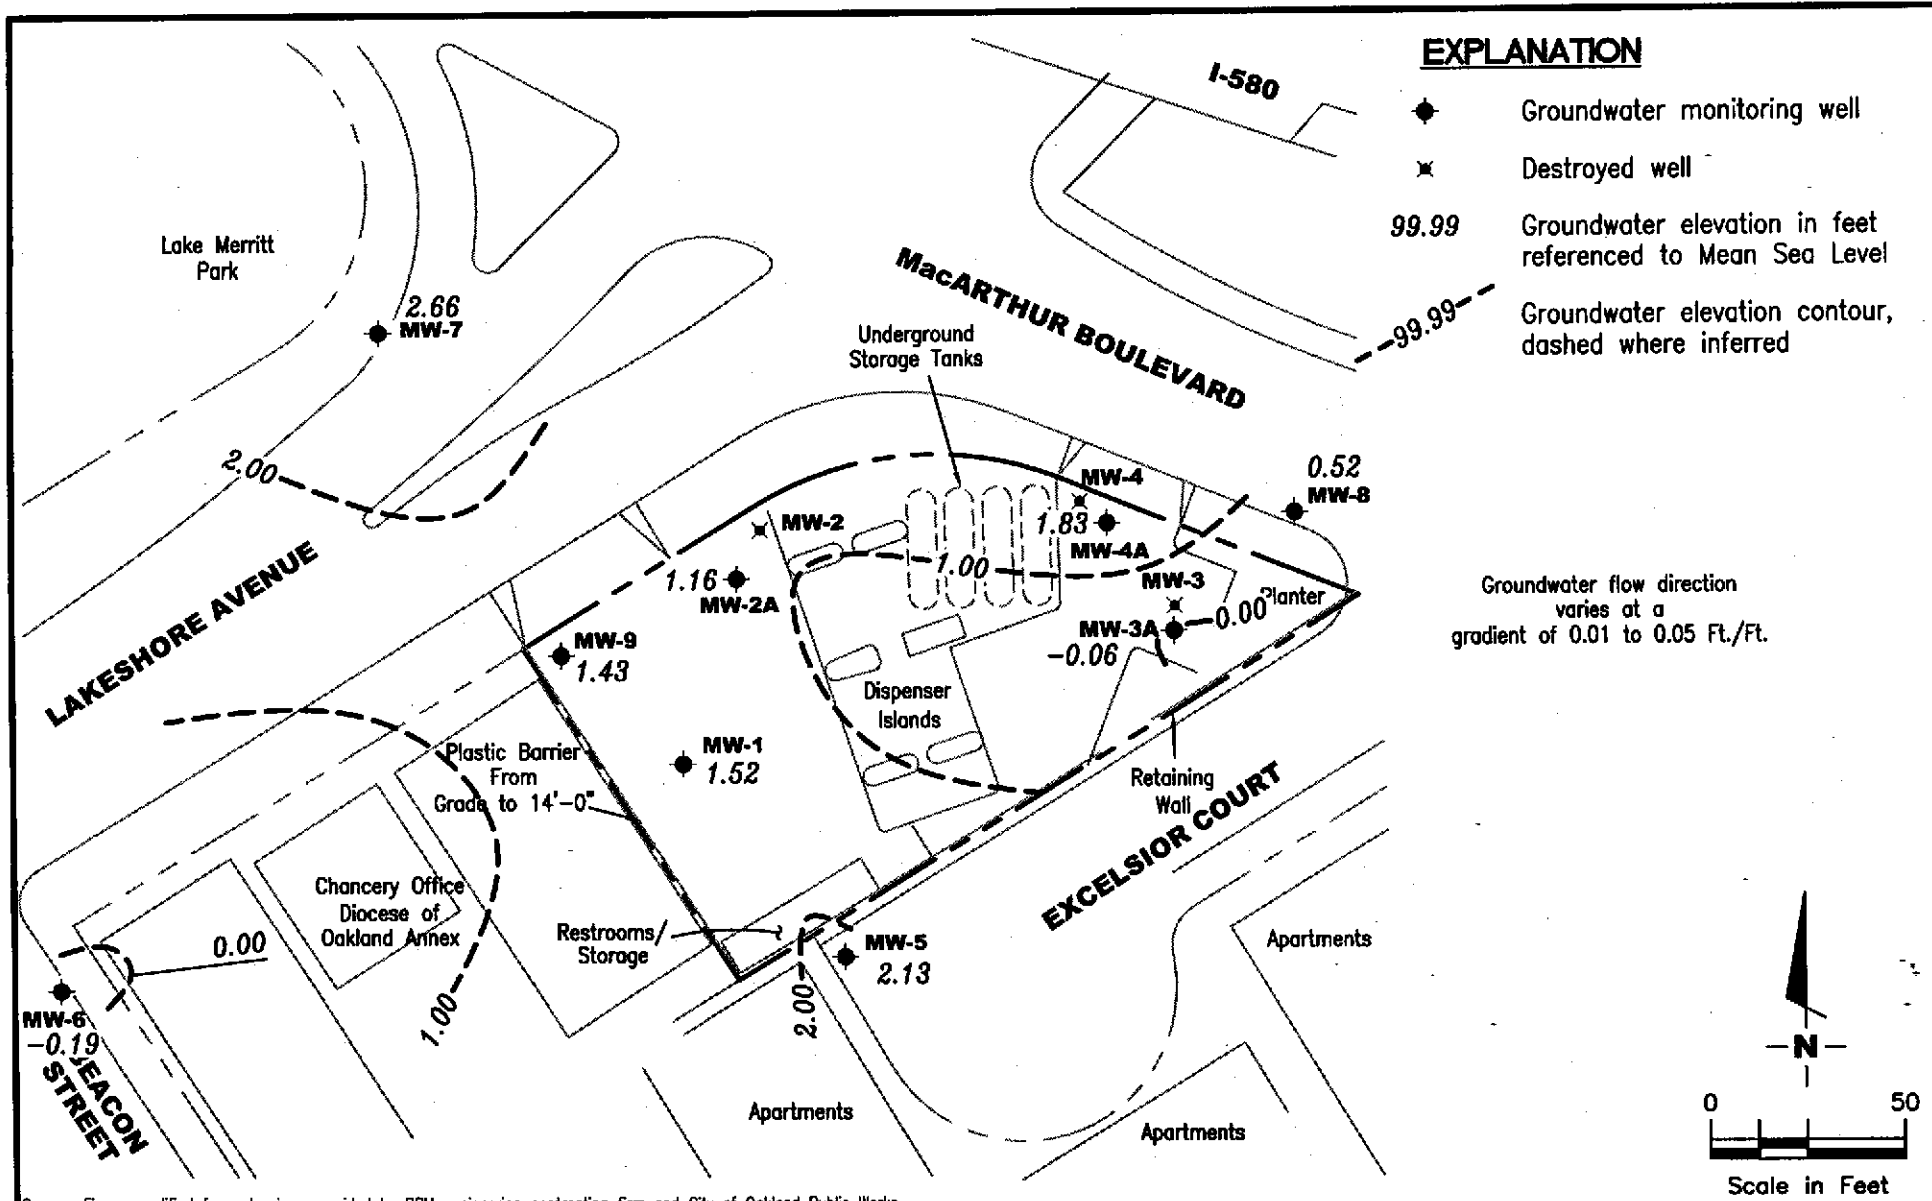 EXPLANATION
Groundwater monitoring well
Destroyed well
99.99
Groundwater elevation in feet
referenced to Mean Sea Level
99.99
Groundwater elevation contour,
dashed where inferred
I-580
Lake Merritt
Park
2.66
MW-7
MacARTHUR BOULEVARD
Underground
Storage Tanks
2.00
LAKESHORE AVENUE
MW-2
1.16
MW-2A
MW-9
1.43
MW-1
1.52
MW-4
1.83
MW-4A
1.00
0.52
MW-8
MW-3
Planter
0.00
MW-3A
-0.06
Groundwater flow direction
varies at a
gradient of 0.01 to 0.05 Ft./Ft.
Dispenser
Islands
Plastic Barrier
From
Grade to 14'-0"
Retaining
Wall
EXCELSIOR COURT
Chancery Office
Diocese of
Oakland Annex
0.00
1.00
Restrooms/
Storage
MW-5
2.13
2.00
MW-6
-0.19
BEACON
STREET
Apartments
Apartments
Apartments
N
0 50
Scale in Feet